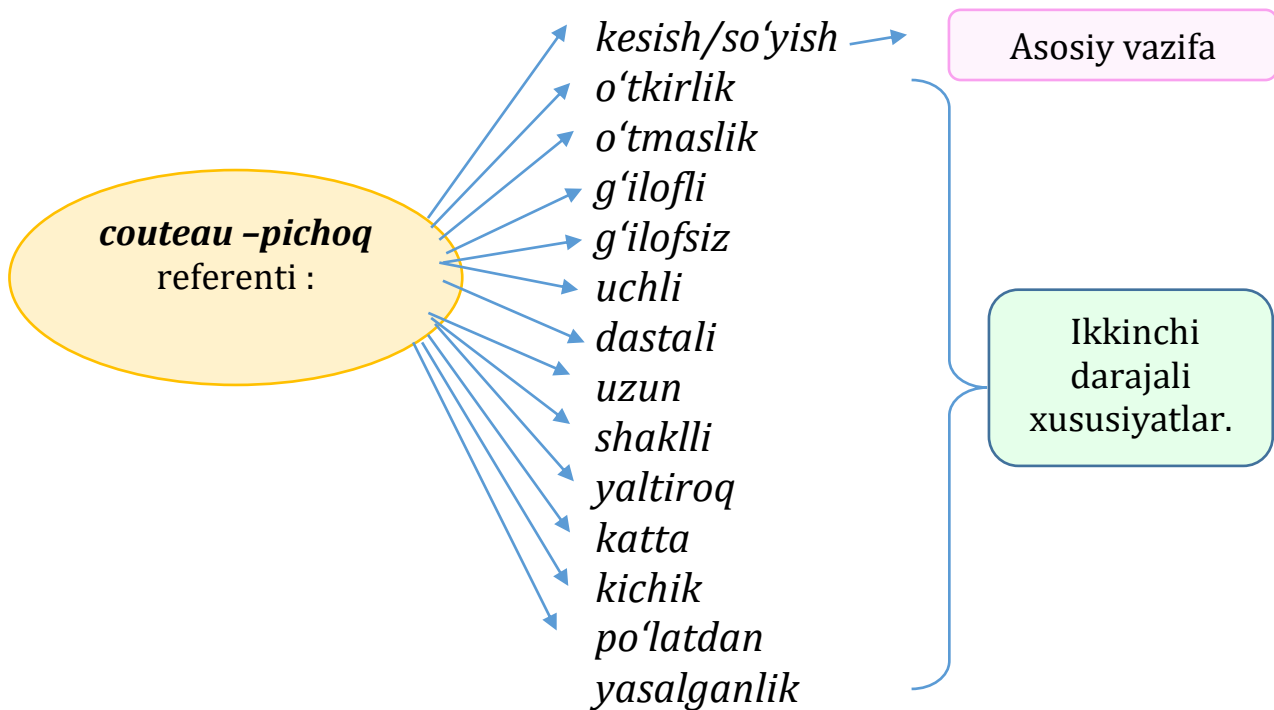 couteau –pichoq
referenti :
kesish/so‘yish
o‘tkirlik
o‘tmaslik
g‘ilofli
g‘ilofsiz
uchli
dastali
uzun
shaklli
yaltiroq
katta
kichik
po‘latdan
yasalganlik
Asosiy vazifa
Ikkinchi
darajali
xususiyatlar.